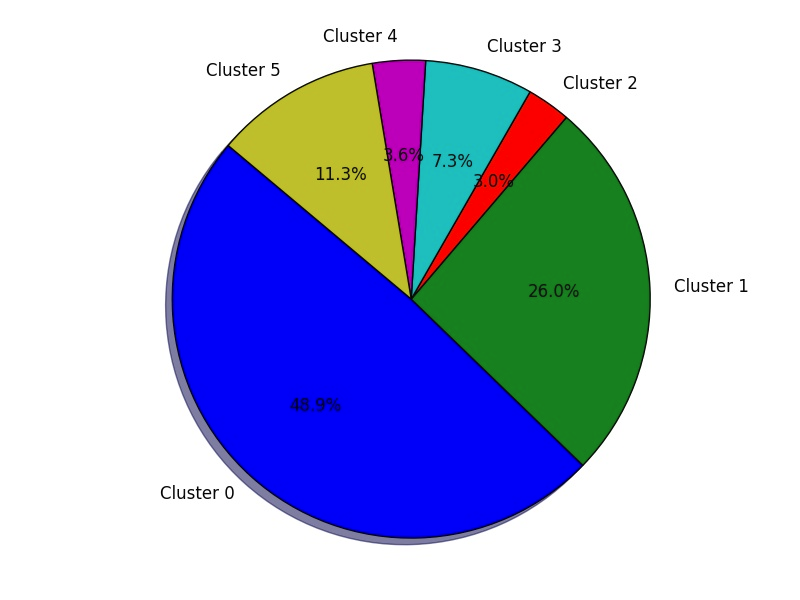 Cluster 4
Cluster 3
Cluster 5
Cluster 2
3.6%
7.3%
11.3%
3.0%
Cluster 1
26.0%
48.9%
Cluster 0